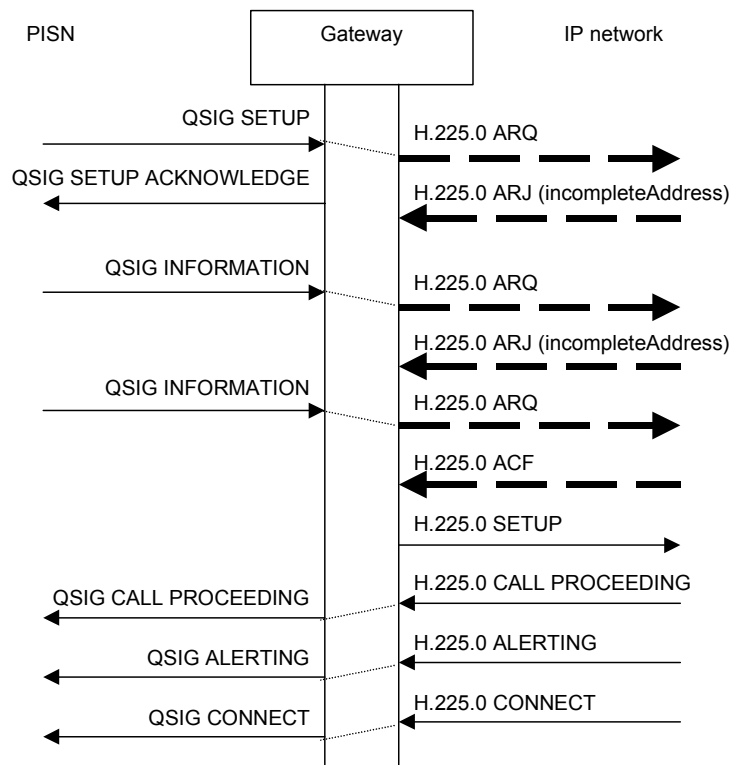 PISN
Gateway
IP network
QSIG SETUP
H.225.0 ARQ
QSIG SETUP ACKNOWLEDGE
H.225.0 ARJ (incompleteAddress)
QSIG INFORMATION
H.225.0 ARQ
H.225.0 ARJ (incompleteAddress)
QSIG INFORMATION
H.225.0 ARQ
H.225.0 ACF
H.225.0 SETUP
H.225.0 CALL PROCEEDING
QSIG CALL PROCEEDING
H.225.0 ALERTING
QSIG ALERTING
H.225.0 CONNECT
QSIG CONNECT